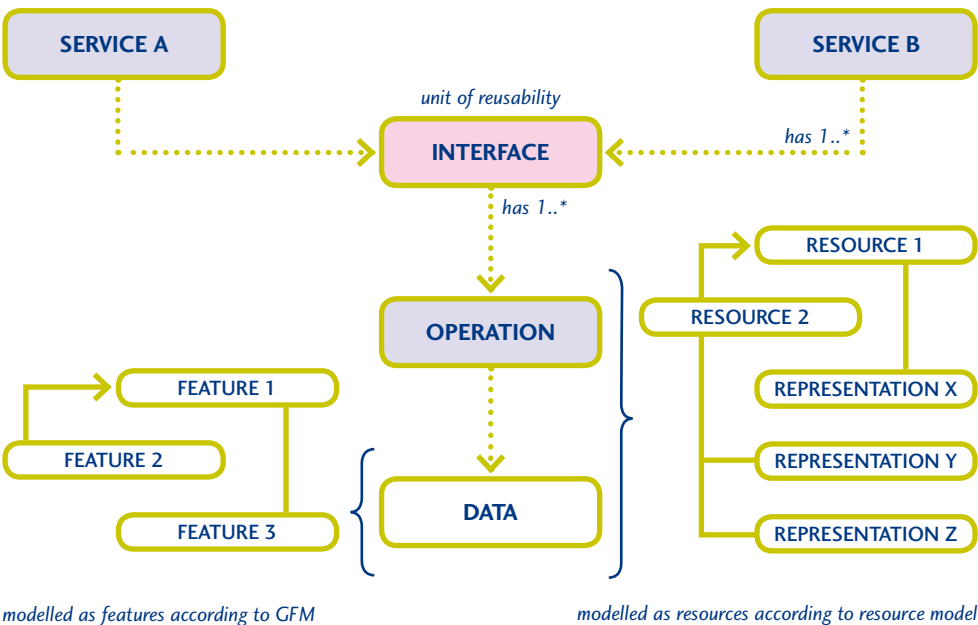 SERVICE A
SERVICE B
unit of reusability
INTERFACE
has 1..*
has 1..*
RESOURCE 1
RESOURCE 2
OPERATION
FEATURE 1
REPRESENTATION X
FEATURE 2
REPRESENTATION Y
DATA
FEATURE 3
REPRESENTATION Z
modelled as features according to GFM
modelled as resources according to resource model